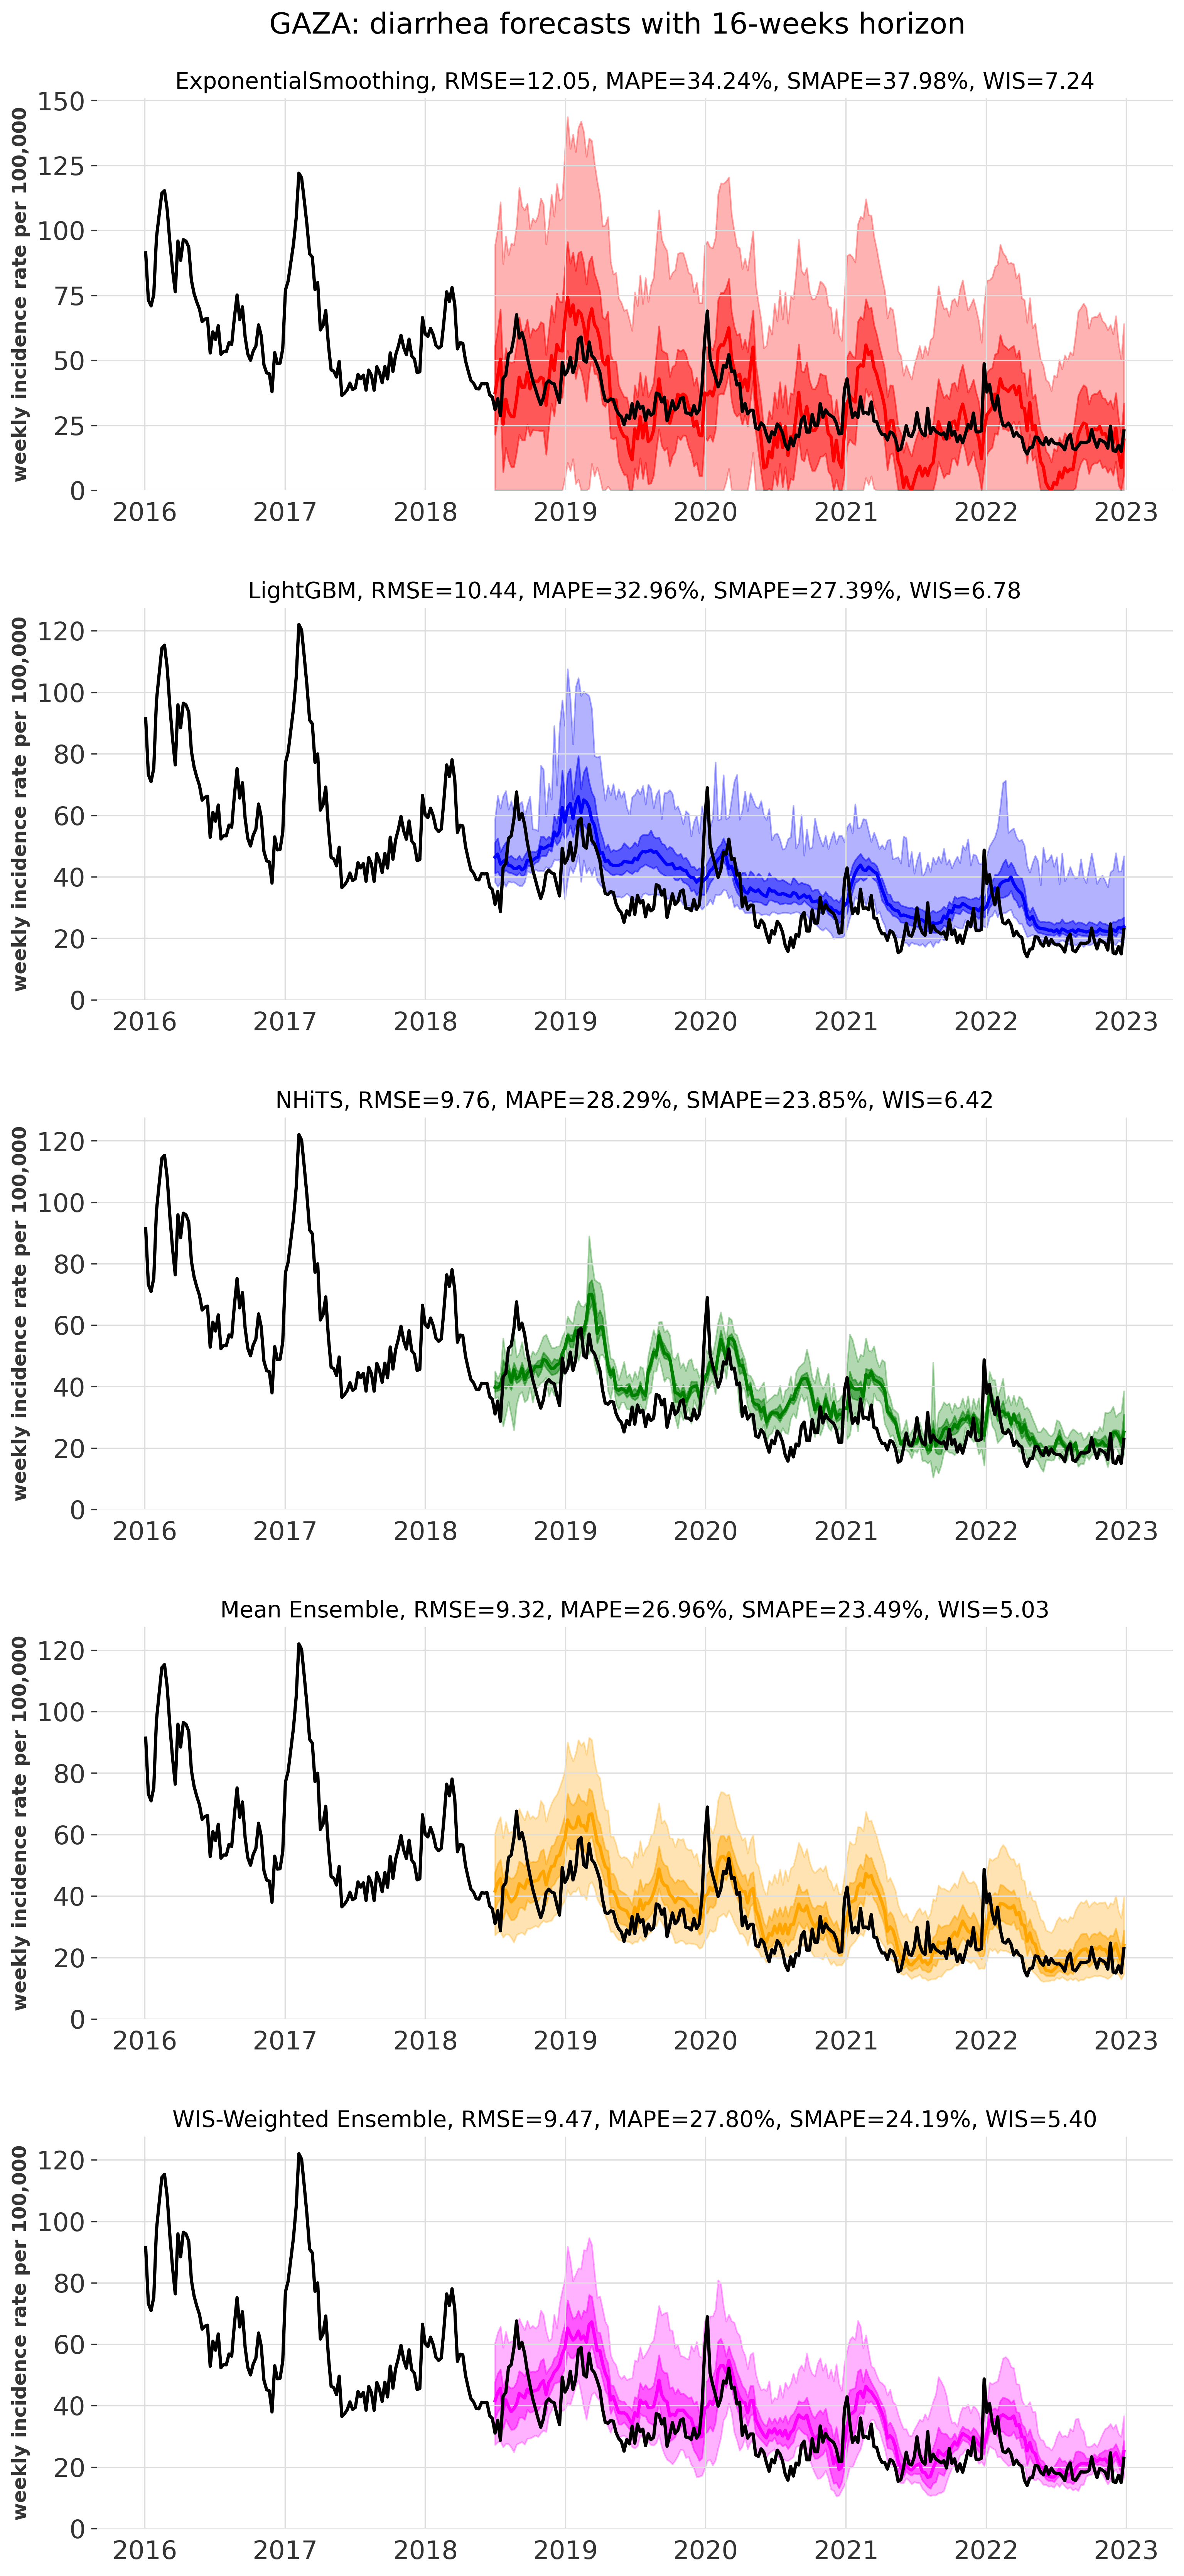 GAZA: diarrhea forecasts with 16-weeks horizon
ExponentialSmoothing, RMSE=12.05, MAPE=34.24%, SMAPE=37.98%, WIS=7.24
weekly incidence rate per 100,000
150
125
100
75
50
25
0
2016 2017 2018 2019 2020 2021 2022 2023
LightGBM, RMSE=10.44, MAPE=32.96%, SMAPE=27.39%, WIS=6.78
weekly incidence rate per 100,000
120
100
80
60
40
20
0
2016 2017 2018 2019 2020 2021 2022 2023
NHiTS, RMSE=9.76, MAPE=28.29%, SMAPE=23.85%, WIS=6.42
weekly incidence rate per 100,000
120
100
80
60
40
20
0
2016 2017 2018 2019 2020 2021 2022 2023
Mean Ensemble, RMSE=9.32, MAPE=26.96%, SMAPE=23.49%, WIS=5.03
weekly incidence rate per 100,000
120
100
80
60
40
20
0
2016 2017 2018 2019 2020 2021 2022 2023
WIS-Weighted Ensemble, RMSE=9.47, MAPE=27.80%, SMAPE=24.19%, WIS=5.40
weekly incidence rate per 100,000
120
100
80
60
40
20
0
2016 2017 2018 2019 2020 2021 2022 2023